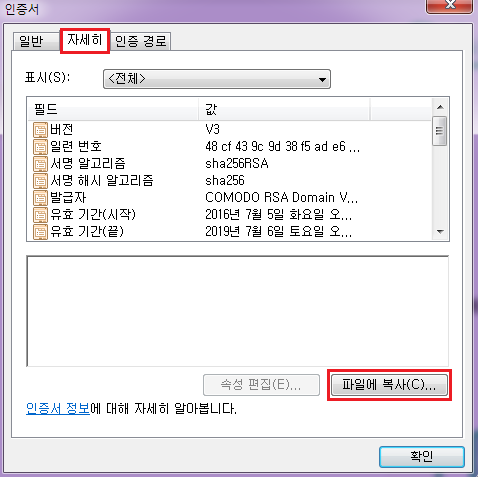 인증서
일반 자세히 인증 경로
표시(S): <전체>
필드 값
버전 V3
일련 번호 48 cf 43 9c 9d 38 f5 ad e6 ...
서명 알고리즘 sha256RSA
서명 해시 알고리즘 sha256
발급자 COMODO RSA Domain V...
유효 기간(시작) 2016년 7월 5일 화요일 오...
유효 기간(끝) 2019년 7월 6일 토요일 오...
속성 편집(E)... 파일에 복사(C)...
인증서 정보에 대해 자세히 알아봅니다.
확인